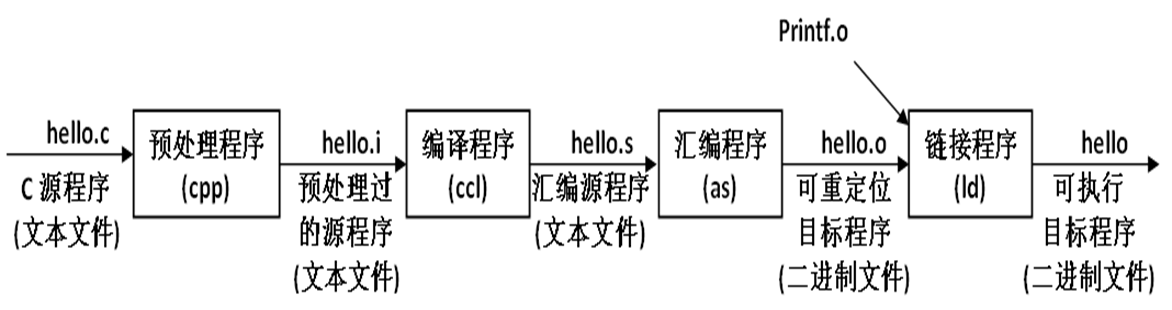 Printf.o
hello.c
C 源程序
(文本文件)
预处理程序
(cpp)
hello.i
预处理过
的源程序
(文本文件)
编译程序
(ccl)
hello.s
汇编源程序
(文本文件)
汇编程序
(as)
hello.o
可重定位
目标程序
(二进制文件)
链接程序
(ld)
hello
可执行
目标程序
(二进制文件)